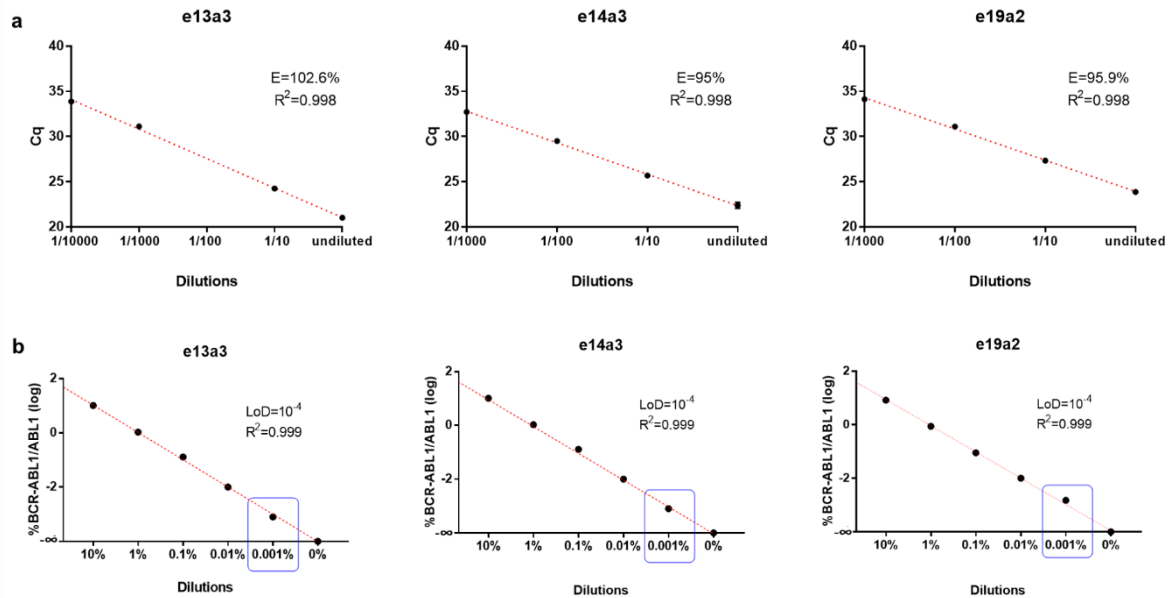 a
e13a3
40
35
30
25
20
Cq
E=102.6%
R²=0.998
1/10000 1/1000 1/100 1/10 undiluted
Dilutions
e14a3
40
35
30
25
20
Cq
E=95%
R²=0.998
1/1000 1/100 1/10 undiluted
Dilutions
e19a2
40
35
30
25
20
Cq
E=95.9%
R²=0.998
1/1000 1/100 1/10 undiluted
Dilutions
b
e13a3
2
0
-2
-∞
%BCR-ABL1/ABL1 (log)
LoD=10⁻⁴
R²=0.999
10% 1% 0.1% 0.01% 0.001% 0%
Dilutions
e14a3
2
0
-2
-∞
%BCR-ABL1/ABL1 (log)
LoD=10⁻⁴
R²=0.999
10% 1% 0.1% 0.01% 0.001% 0%
Dilutions
e19a2
2
0
-2
-∞
%BCR-ABL1/ABL1 (log)
LoD=10⁻⁴
R²=0.999
10% 1% 0.1% 0.01% 0.001% 0%
Dilutions